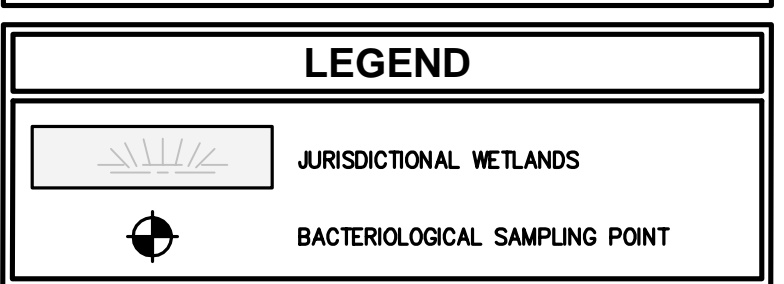 LEGEND
JURISDICTIONAL WETLANDS
BACTERIOLOGICAL SAMPLING POINT